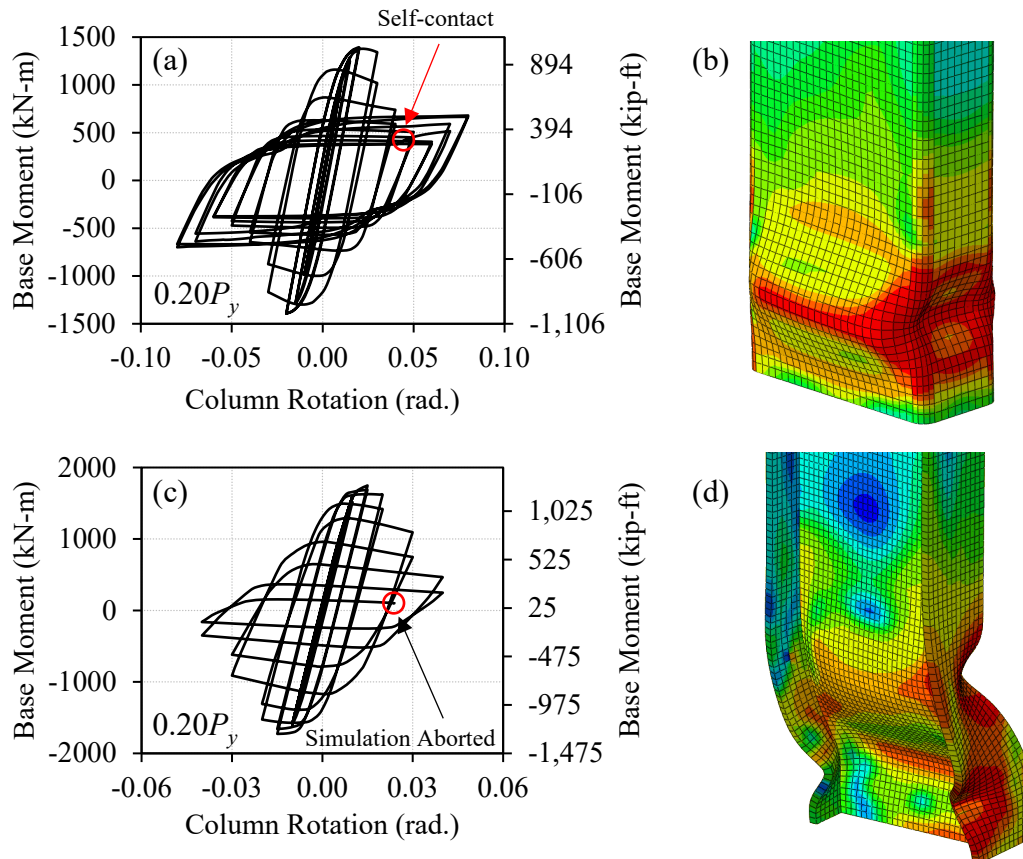 Self-contact
(a)
1500
1000
500
0
-500
-1000
-1500
894
394
-106
-606
-1,106
Base Moment (kN-m)
Base Moment (kip-ft)
0.20Py
-0.10
-0.05
0.00
0.05
0.10
Column Rotation (rad.)
(b)
(c)
2000
1000
0
-1000
-2000
1,025
525
25
-475
-975
-1,475
Base Moment (kN-m)
Base Moment (kip-ft)
0.20Py
Simulation Aborted
-0.06
-0.03
0.00
0.03
0.06
Column Rotation (rad.)
(d)